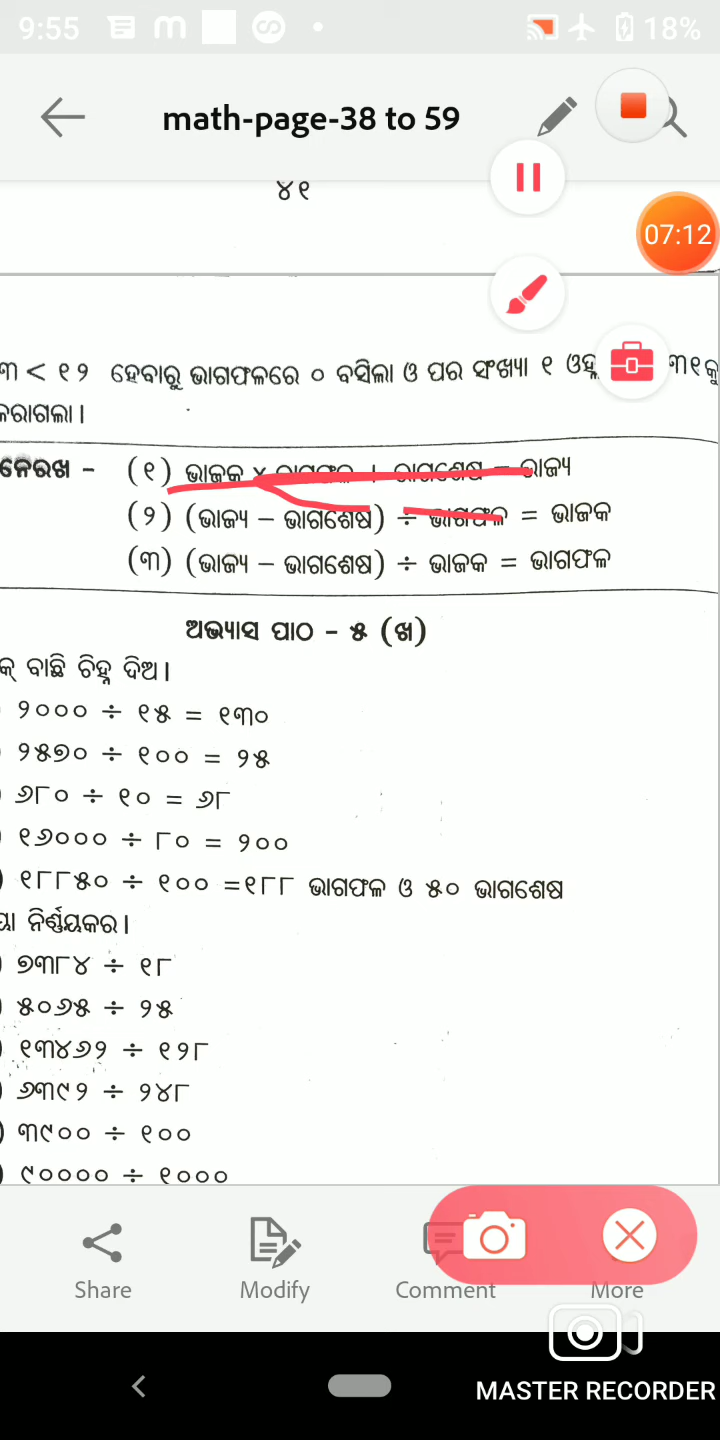 9:55 18%
math-page-38 to 59
୪୧
07:12
୩ < ୧୨ ହେବାରୁ ଭାଗଫଳରେ ୦ ବସିଲା ଓ ପର ସଂଖ୍ୟା ୧ ୩୧କୁ
(୧) ଭାଜକ × ଭାଗଫଳ + ଭାଗଶେଷ = ଭାଜ୍ୟ
(୨) (ଭାଜ୍ୟ – ଭାଗଶେଷ) ÷ ଭାଗଫଳ = ଭାଜକ
(୩) (ଭାଜ୍ୟ – ଭାଗଶେଷ) ÷ ଭାଜକ = ଭାଗଫଳ
ଅଭ୍ୟାସ ପାଠ – ୫ (ଖ)
ବାଛି ଚିହ୍ନ ଦିଅ।
୨୦୦୦ ÷ ୧୫ = ୧୩୦
୨୫୭୦ ÷ ୧୦୦ = ୨୫
୬୮୦ ÷ ୧୦ = ୬୮
୧୬୦୦୦ ÷ ୮୦ = ୨୦୦
) ୧୮୮୫୦ ÷ ୧୦୦ =୧୮୮ ଭାଗଫଳ ଓ ୫୦ ଭାଗଶେଷ
ନିର୍ଣ୍ଣୟକର।
) ୭୩୮୪ ÷ ୧୮
) ୫୦୬୫ ÷ ୨୫
) ୧୩୪୬୨ ÷ ୧୨୮
) ୬୩୯୨ ÷ ୨୪୮
) ୩୯୦୦ ÷ ୧୦୦
) ୯୦୦୦୦ ÷ ୧୦୦୦
Share Modify Comment More
MASTER RECORDER